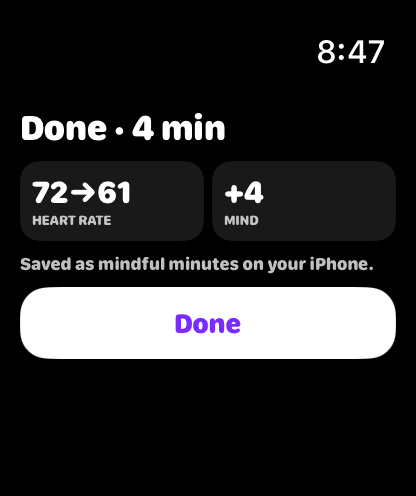 8:47
Done · 4 min
72→61
HEART RATE
+4
MIND
Saved as mindful minutes on your iPhone.
Done